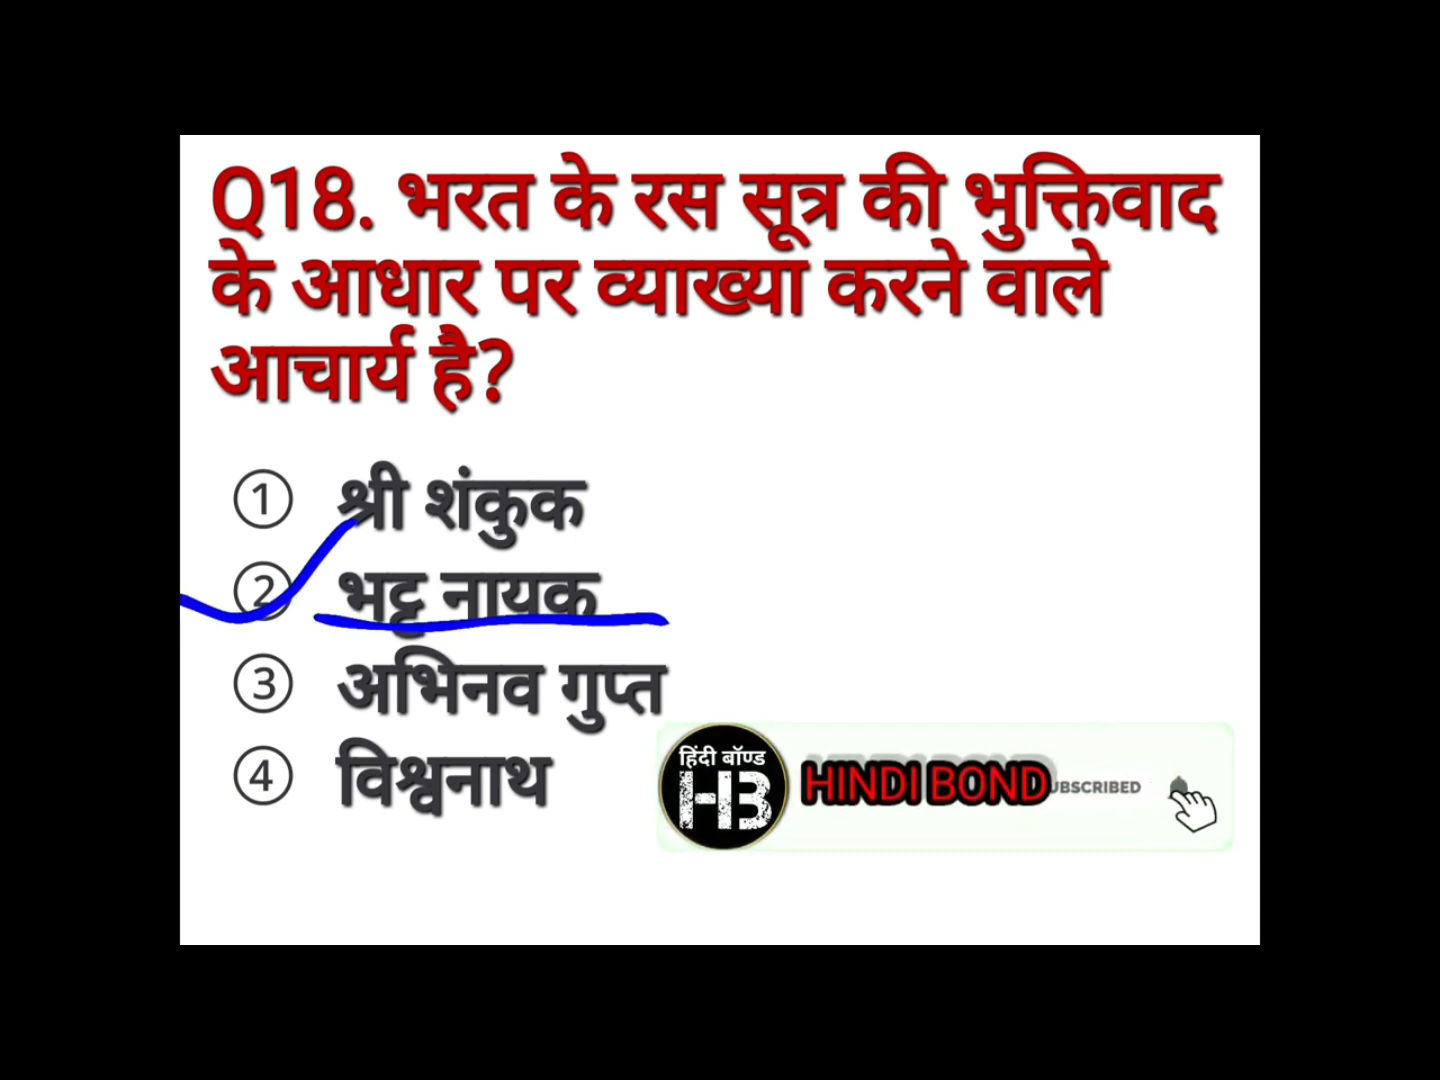 Q18. भरत के रस सूत्र की भुक्तिवाद
के आधार पर व्याख्या करने वाले
आचार्य है?
① श्री शंकुक
② भट्ट नायक
③ अभिनव गुप्त
④ विश्वनाथ
हिंदी बॉण्ड
HB
HINDI BOND
UBSCRIBED